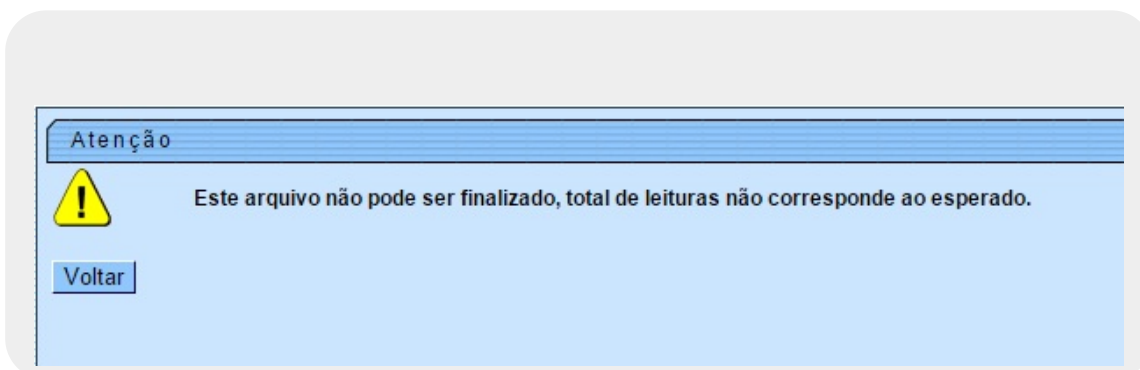 Atenção
Este arquivo não pode ser finalizado, total de leituras não corresponde ao esperado.
Voltar